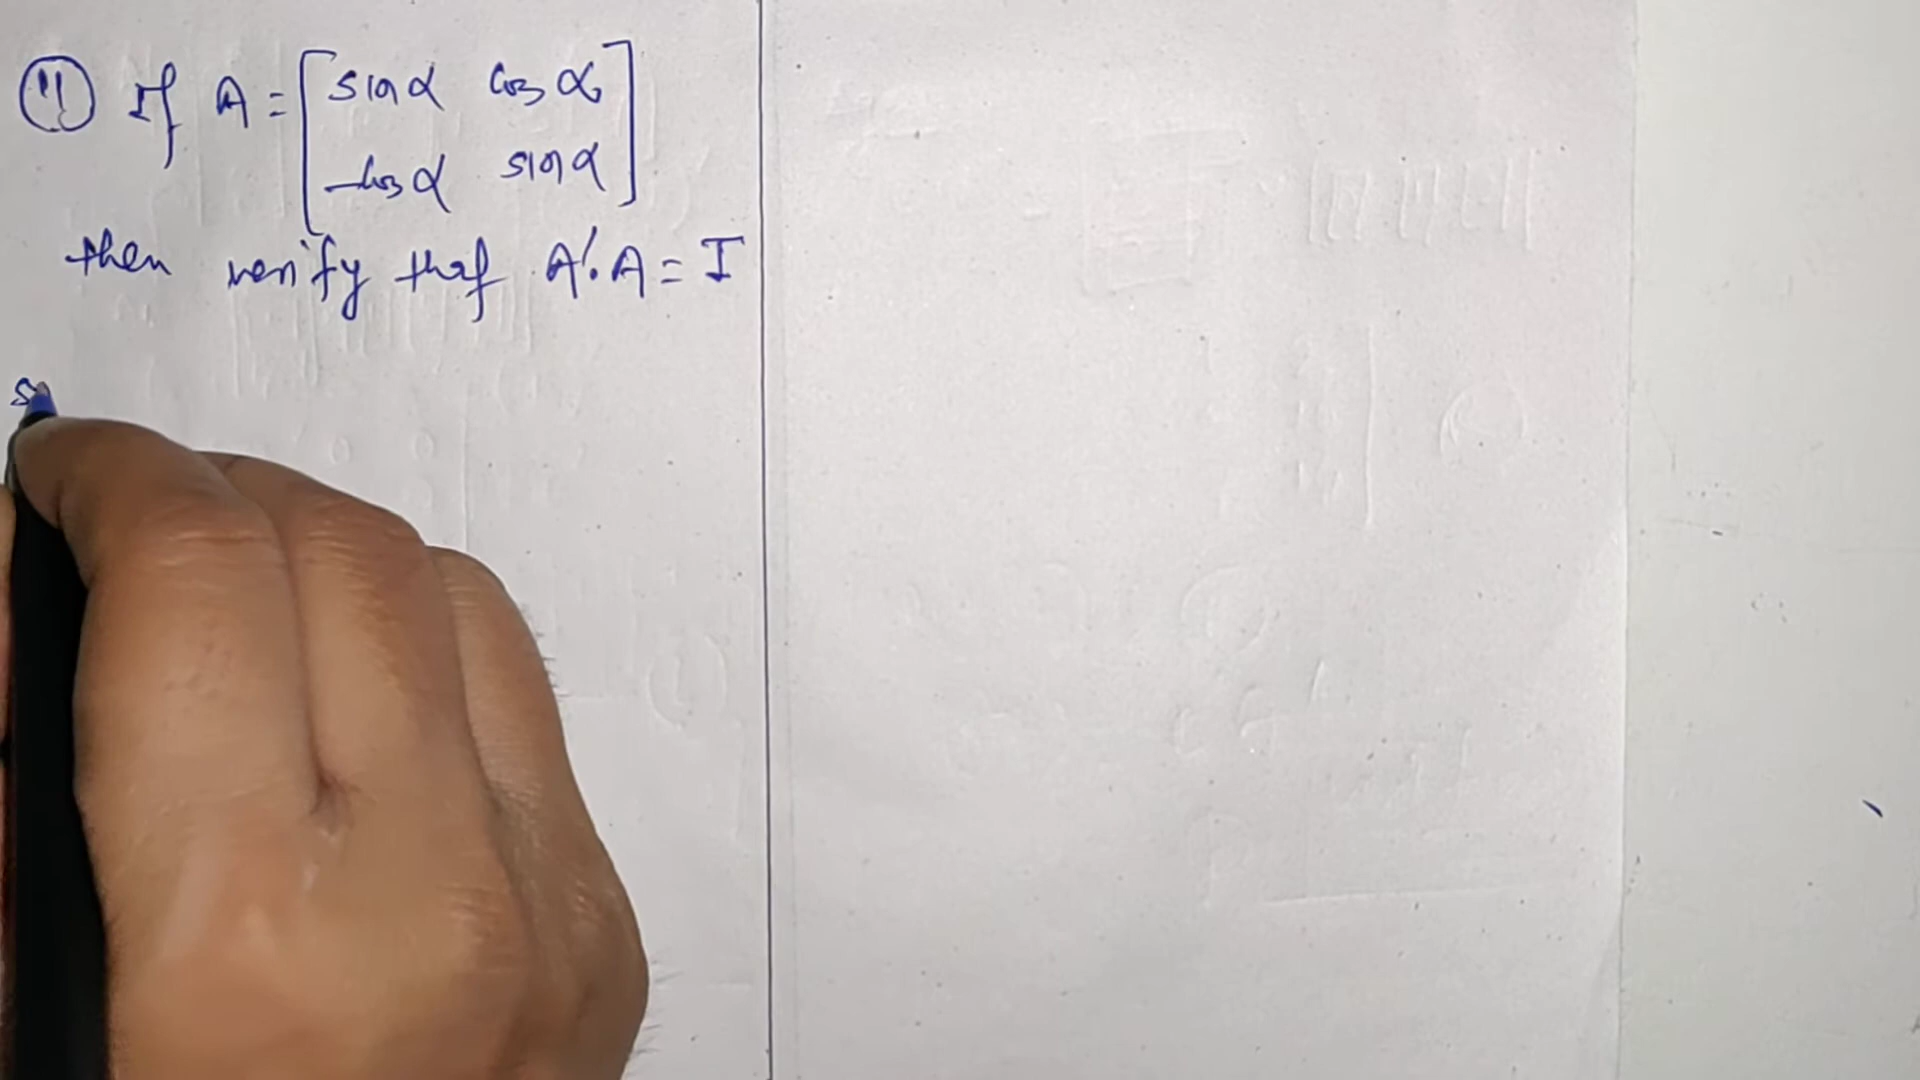 (11) If A = [ sin α cos α
-cos α sin α ]
then verify that A'. A = I
S